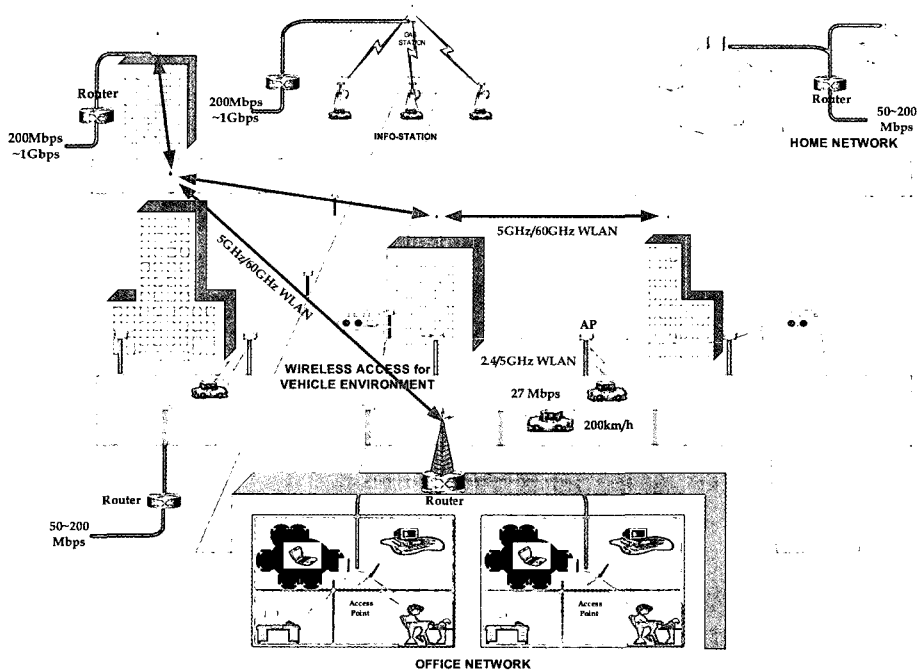 GAS
STATION
Router
200Mbps
~1Gbps
200Mbps
~1Gbps
INFO-STATION
Router
50~200
Mbps
HOME NETWORK
5GHz/60GHz WLAN
5GHz/60GHz WLAN
AP
2.4/5GHz WLAN
WIRELESS ACCESS for
VEHICLE ENVIRONMENT
27 Mbps
200km/h
Router
50~200
Mbps
Router
Access
Point
Access
Point
OFFICE NETWORK